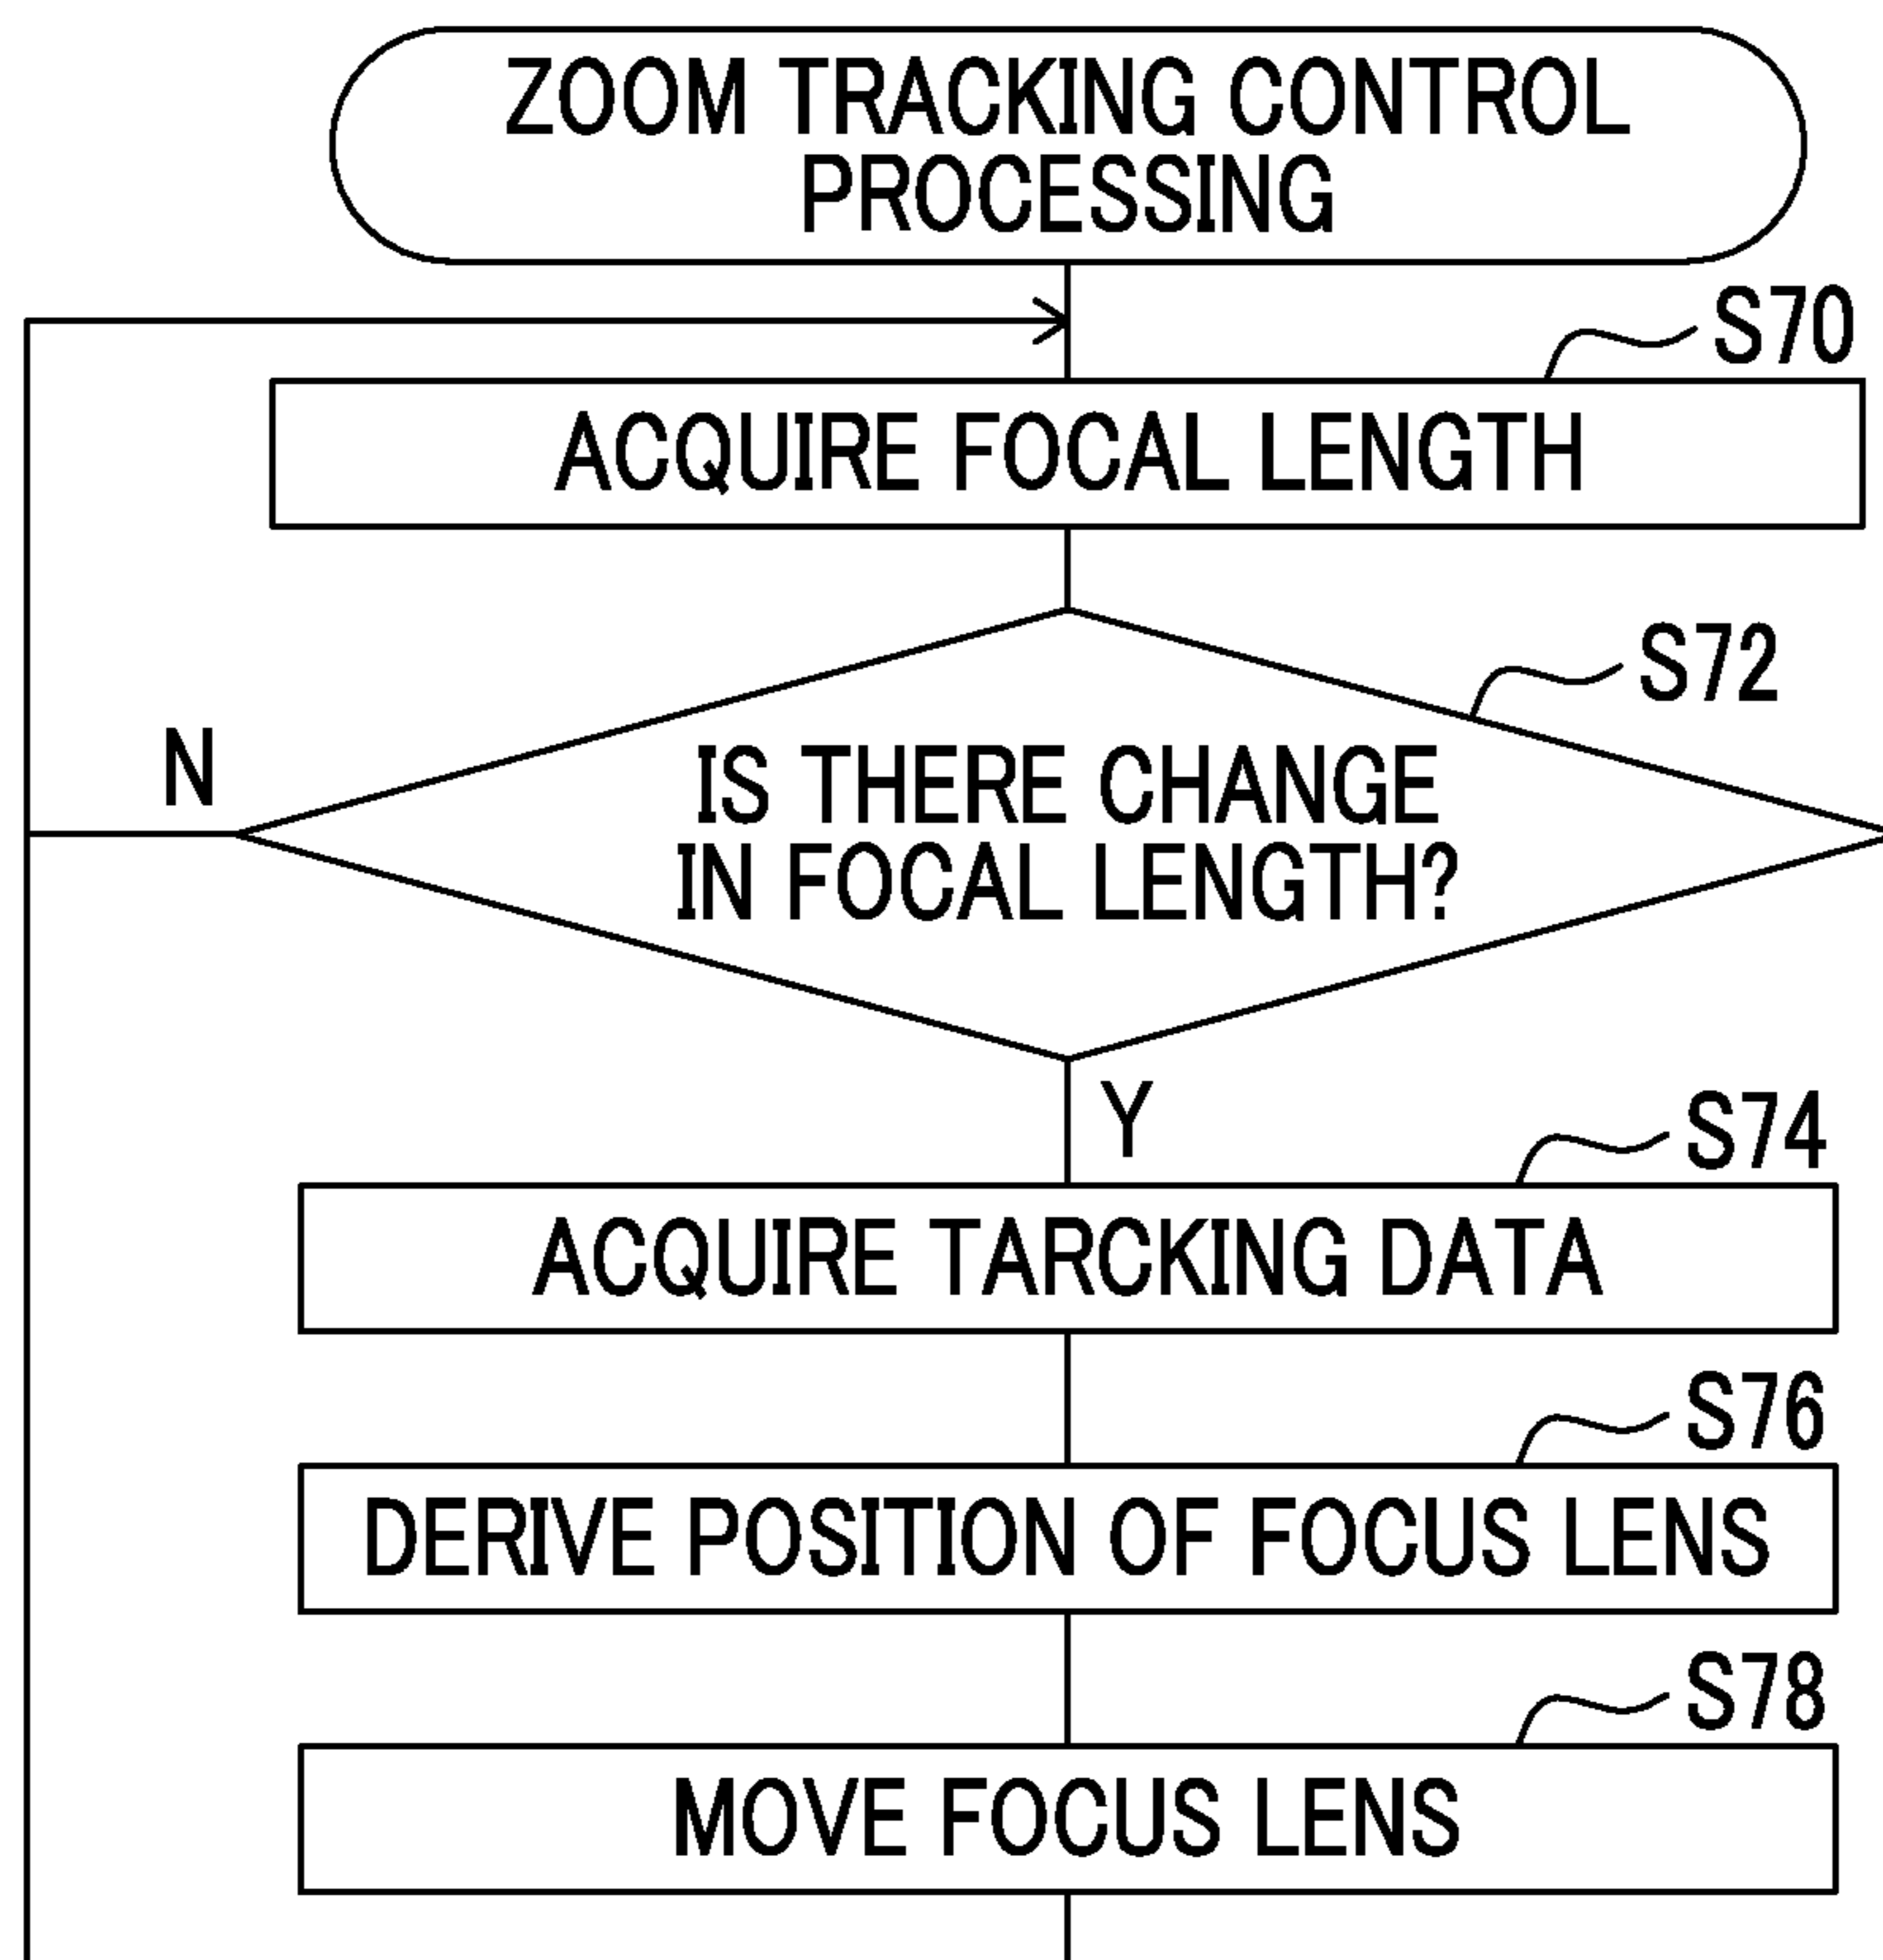 ZOOM TRACKING CONTROL
PROCESSING
S70
ACQUIRE FOCAL LENGTH
S72
N
IS THERE CHANGE
IN FOCAL LENGTH?
Y
S74
ACQUIRE TARCKING DATA
S76
DERIVE POSITION OF FOCUS LENS
S78
MOVE FOCUS LENS